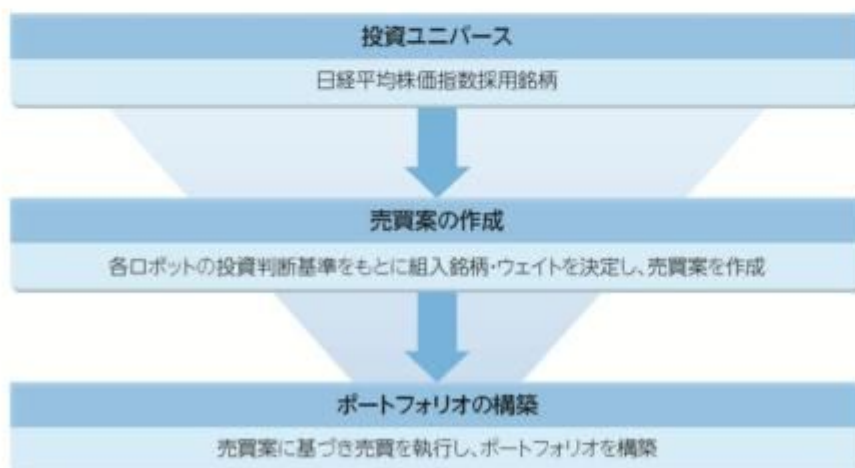 投資ユニバース
日経平均株価指数採用銘柄
売買案の作成
各ロボットの投資判断基準をもとに組入銘柄・ウェイトを決定し、売買案を作成
ポートフォリオの構築
売買案に基づき売買を執行し、ポートフォリオを構築